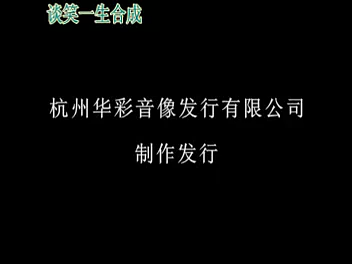 谈笑一生合成
杭州华彩音像发行有限公司
制作发行